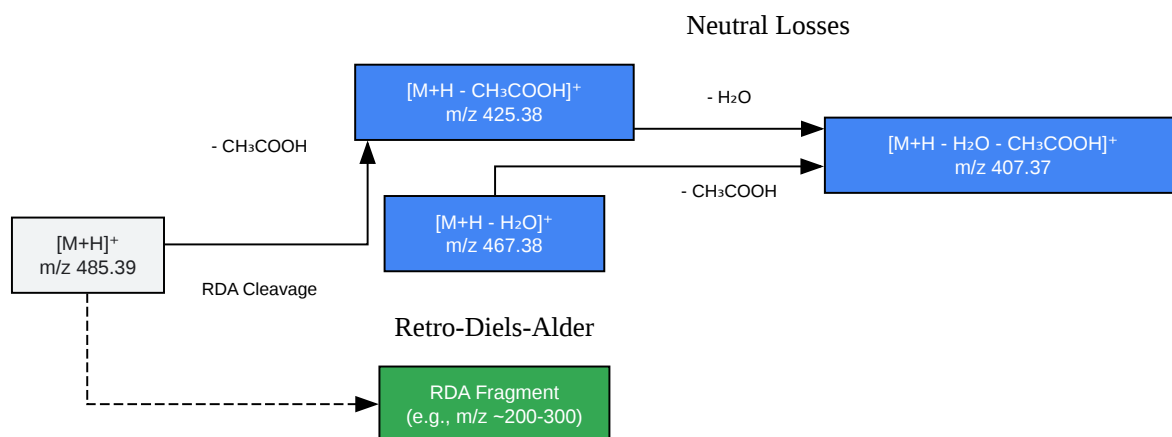 Neutral Losses
[M+H - CH₃COOH]⁺
m/z 425.38
- H₂O
- CH₃COOH
[M+H - H₂O - CH₃COOH]⁺
m/z 407.37
- CH₃COOH
[M+H - H₂O]⁺
m/z 467.38
[M+H]⁺
m/z 485.39
RDA Cleavage
Retro-Diels-Alder
RDA Fragment
(e.g., m/z ~200-300)